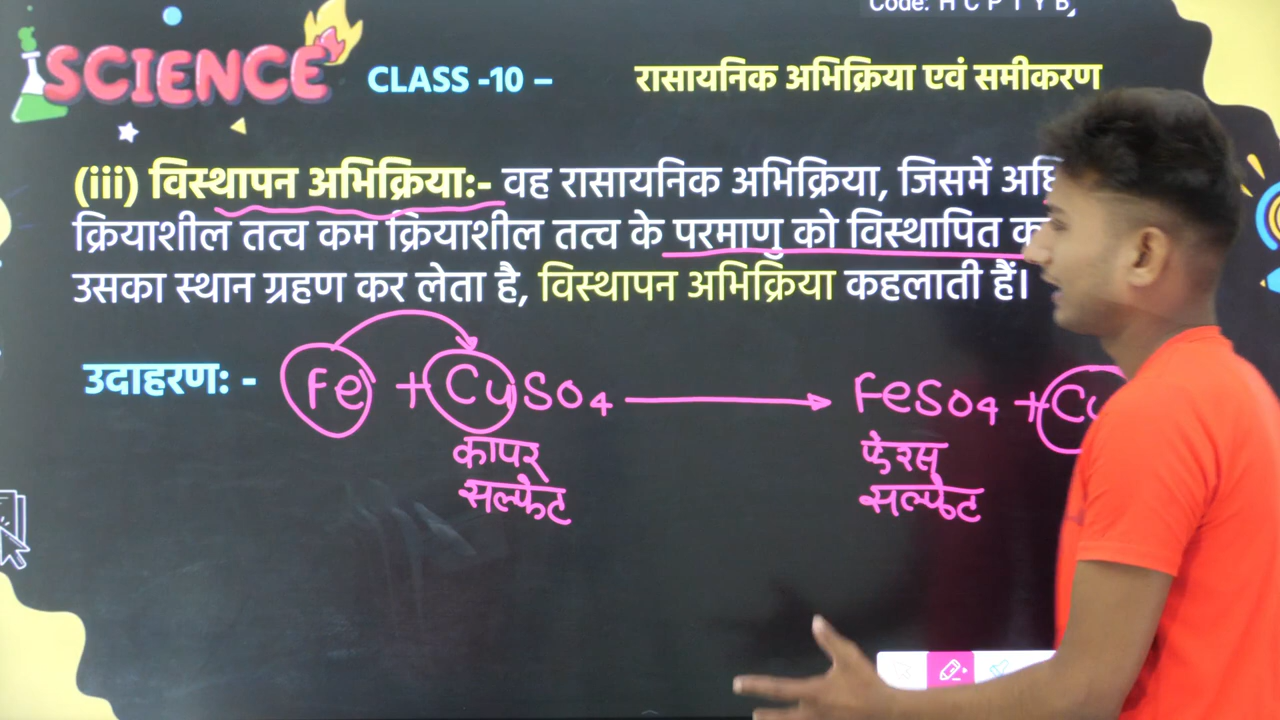 Code: H C P T Y B
SCIENCE CLASS -10 – रासायनिक अभिक्रिया एवं समीकरण
(iii) विस्थापन अभिक्रिया:- वह रासायनिक अभिक्रिया, जिसमें
क्रियाशील तत्व कम क्रियाशील तत्व के परमाणु को विस्थापित
उसका स्थान ग्रहण कर लेता है, विस्थापन अभिक्रिया कहलाती हैं।
उदाहरण: - Fe + CuSO4 → FeSO4 + Cu
कापर फेरस
सल्फेट सल्फेट